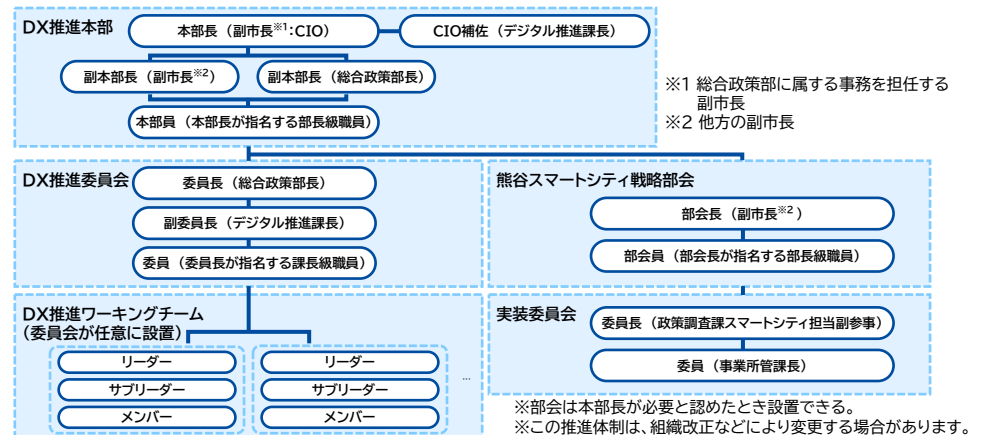 DX推進本部
本部長（副市長※1:CIO）
CIO補佐（デジタル推進課長）
副本部長（副市長※2）
副本部長（総合政策部長）
本部員（本部長が指名する部長級職員）
※1 総合政策部に属する事務を担任する
副市長
※2 他方の副市長
DX推進委員会
委員長（総合政策部長）
副委員長（デジタル推進課長）
委員（委員長が指名する課長級職員）
熊谷スマートシティ戦略部会
部会長（副市長※2）
部会員（部会長が指名する部長級職員）
DX推進ワーキングチーム
（委員会が任意に設置）
リーダー
サブリーダー
メンバー
リーダー
サブリーダー
メンバー
…
実装委員会
委員長（政策調査課スマートシティ担当副参事）
委員（事業所管課長）
※部会は本部長が必要と認めたとき設置できる。
※この推進体制は、組織改正などにより変更する場合があります。